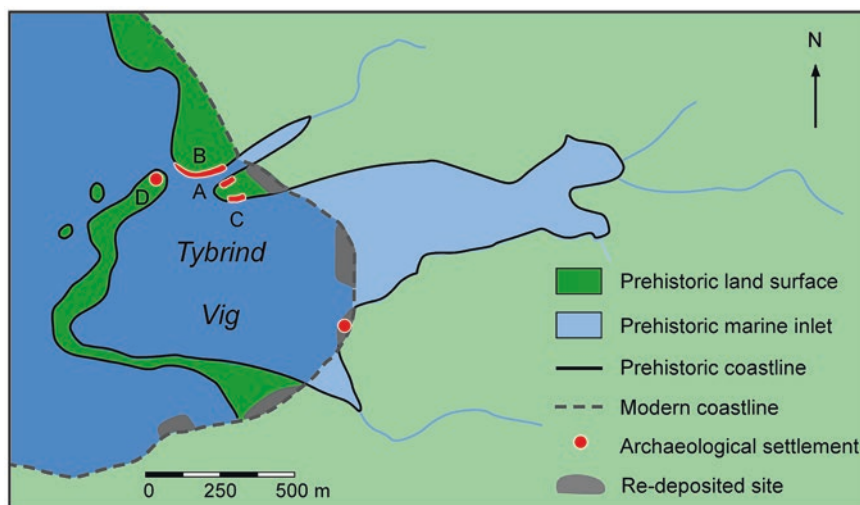 N
B
A
D
C
Tybrind
Vig
Prehistoric land surface
Prehistoric marine inlet
Prehistoric coastline
Modern coastline
Archaeological settlement
Re-deposited site
0 250 500 m